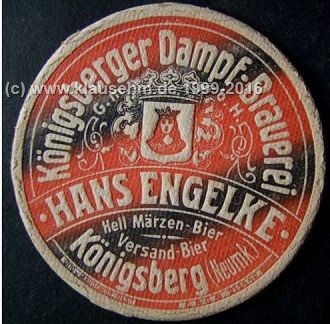 Königsberger Dampf-Brauerei
(c) www.klausehm.de 1999-2016
G H
HANS ENGELKE
Hell Märzen-Bier
Versand-Bier
Königsberg (Neumk.)